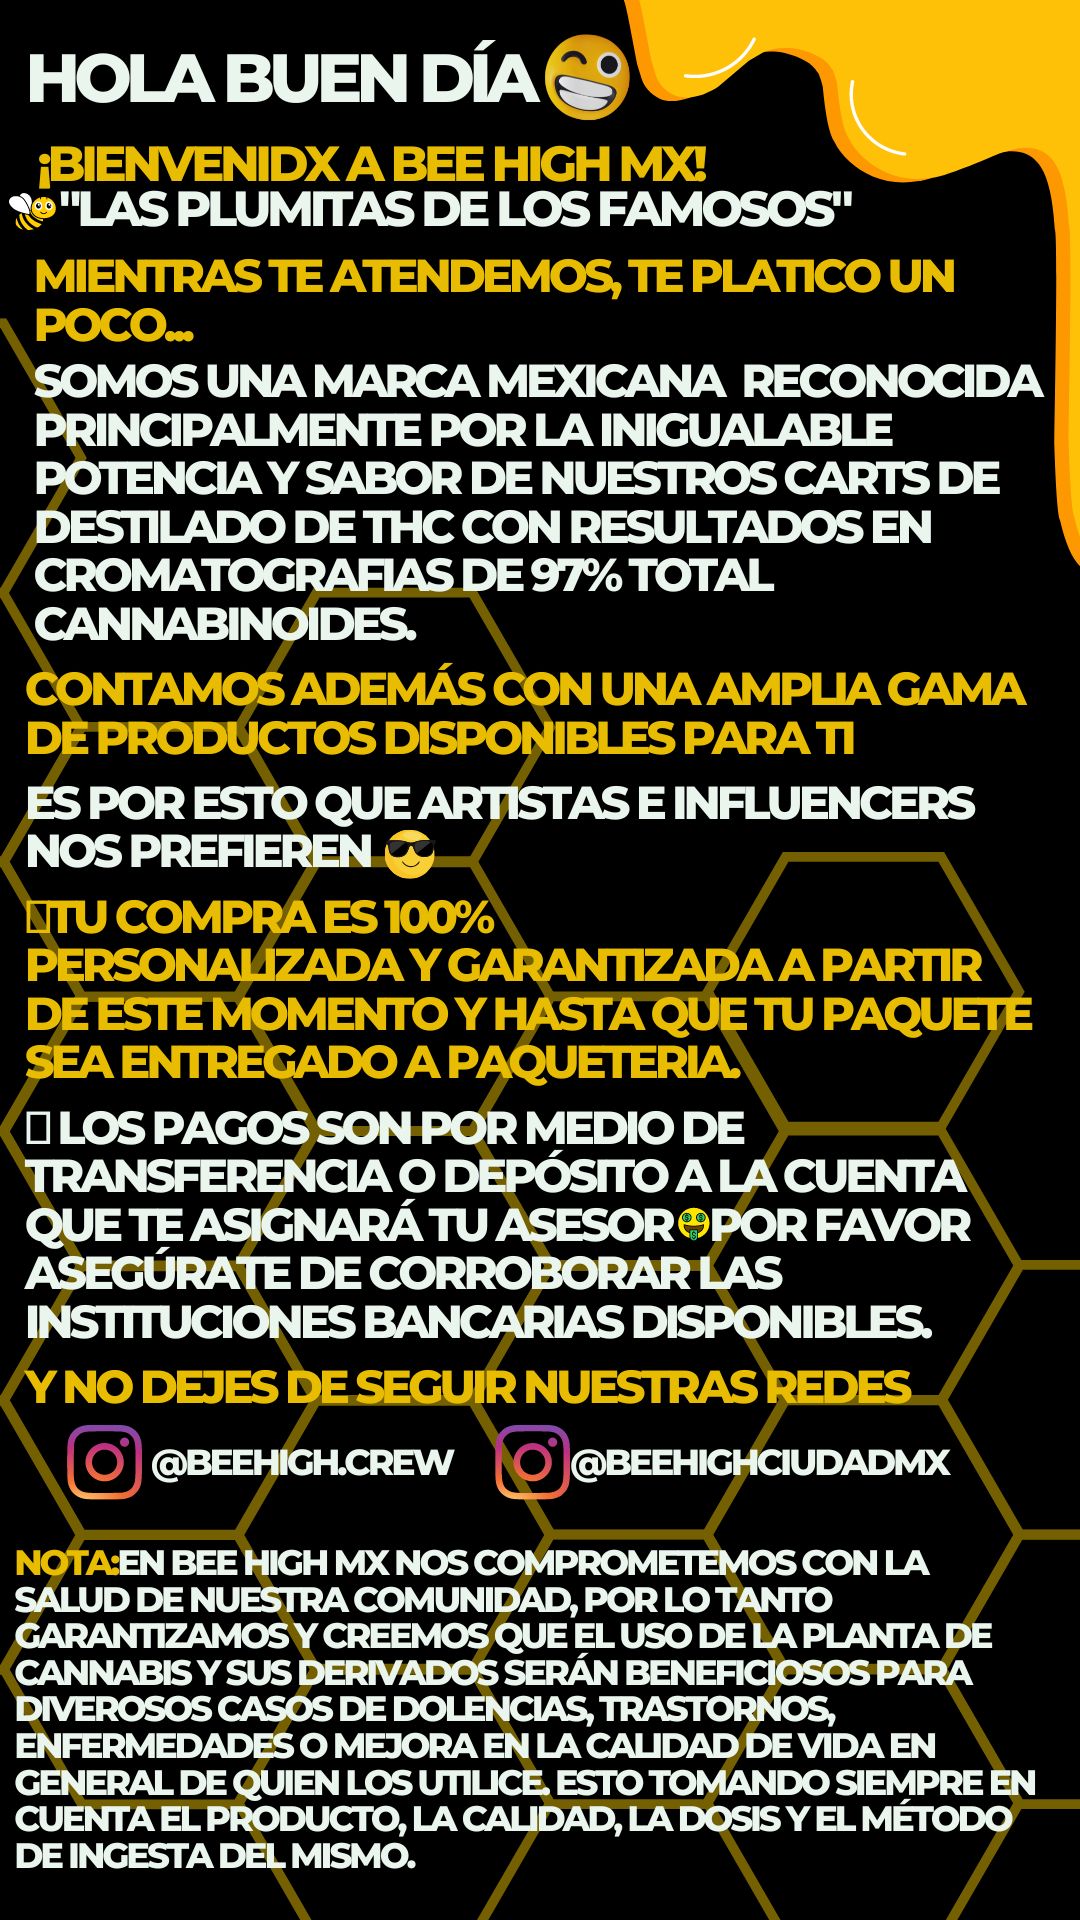 HOLA BUEN DÍA
¡BIENVENIDX A BEE HIGH MX!
"LAS PLUMITAS DE LOS FAMOSOS"
MIENTRAS TE ATENDEMOS, TE PLATICO UN
POCO...
SOMOS UNA MARCA MEXICANA RECONOCIDA
PRINCIPALMENTE POR LA INIGUALABLE
POTENCIA Y SABOR DE NUESTROS CARTS DE
DESTILADO DE THC CON RESULTADOS EN
CROMATOGRAFIAS DE 97% TOTAL
CANNABINOIDES.
CONTAMOS ADEMÁS CON UNA AMPLIA GAMA
DE PRODUCTOS DISPONIBLES PARA TI
ES POR ESTO QUE ARTISTAS E INFLUENCERS
NOS PREFIEREN 😎
TU COMPRA ES 100%
PERSONALIZADA Y GARANTIZADA A PARTIR
DE ESTE MOMENTO Y HASTA QUE TU PAQUETE
SEA ENTREGADO A PAQUETERIA.
LOS PAGOS SON POR MEDIO DE
TRANSFERENCIA O DEPÓSITO A LA CUENTA
QUE TE ASIGNARÁ TU ASESOR🤑POR FAVOR
ASEGÚRATE DE CORROBORAR LAS
INSTITUCIONES BANCARIAS DISPONIBLES.
Y NO DEJES DE SEGUIR NUESTRAS REDES
@BEEHIGH.CREW @BEEHIGHCIUDADMX
NOTA:EN BEE HIGH MX NOS COMPROMETEMOS CON LA
SALUD DE NUESTRA COMUNIDAD, POR LO TANTO
GARANTIZAMOS Y CREEMOS QUE EL USO DE LA PLANTA DE
CANNABIS Y SUS DERIVADOS SERÁN BENEFICIOSOS PARA
DIVEROSOS CASOS DE DOLENCIAS, TRASTORNOS,
ENFERMEDADES O MEJORA EN LA CALIDAD DE VIDA EN
GENERAL DE QUIEN LOS UTILICE. ESTO TOMANDO SIEMPRE EN
CUENTA EL PRODUCTO, LA CALIDAD, LA DOSIS Y EL MÉTODO
DE INGESTA DEL MISMO.